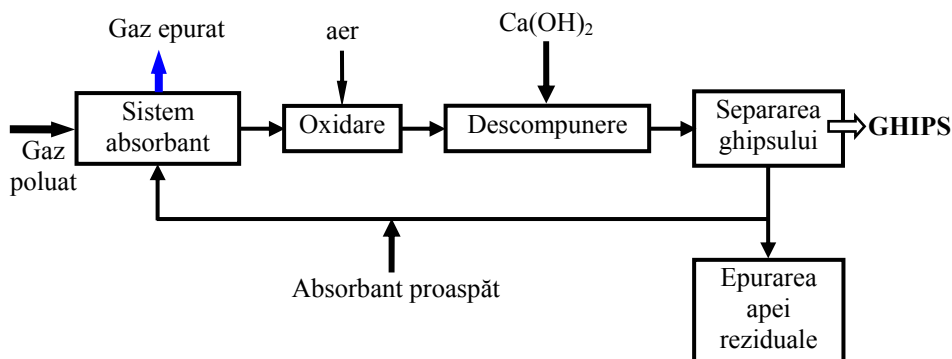 Gaz epurat
aer
Ca(OH)₂
Sistem
absorbant
Oxidare
Descompunere
Separarea
ghipsului
GHIPS
Gaz
poluat
Absorbant proaspăt
Epurarea
apei
reziduale